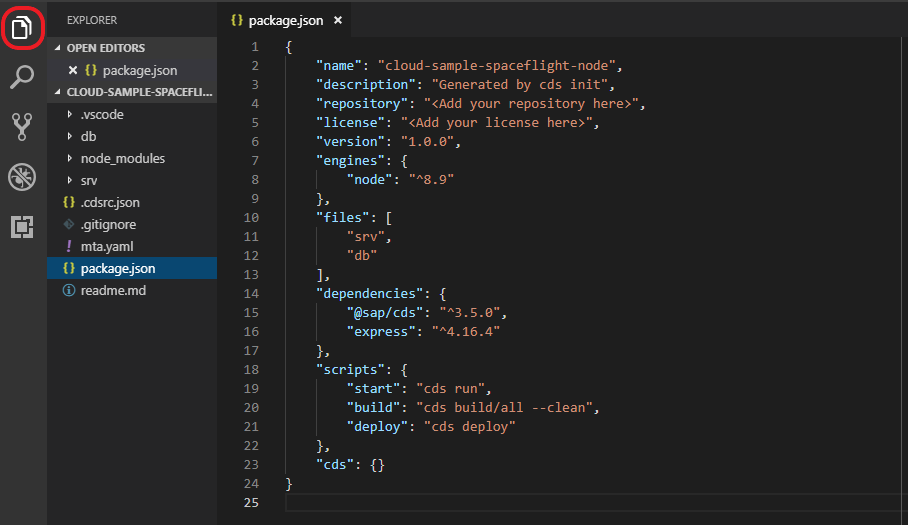 EXPLORER
OPEN EDITORS
package.json
CLOUD-SAMPLE-SPACEFLI...
.vscode
db
node_modules
srv
.cdsrc.json
.gitignore
mta.yaml
package.json
readme.md
package.json
1 {
2 "name": "cloud-sample-spaceflight-node",
3 "description": "Generated by cds init",
4 "repository": "<Add your repository here>",
5 "license": "<Add your license here>",
6 "version": "1.0.0",
7 "engines": {
8 "node": "^8.9"
9 },
10 "files": [
11 "srv",
12 "db"
13 ],
14 "dependencies": {
15 "@sap/cds": "^3.5.0",
16 "express": "^4.16.4"
17 },
18 "scripts": {
19 "start": "cds run",
20 "build": "cds build/all --clean",
21 "deploy": "cds deploy"
22 },
23 "cds": {}
24 }
25